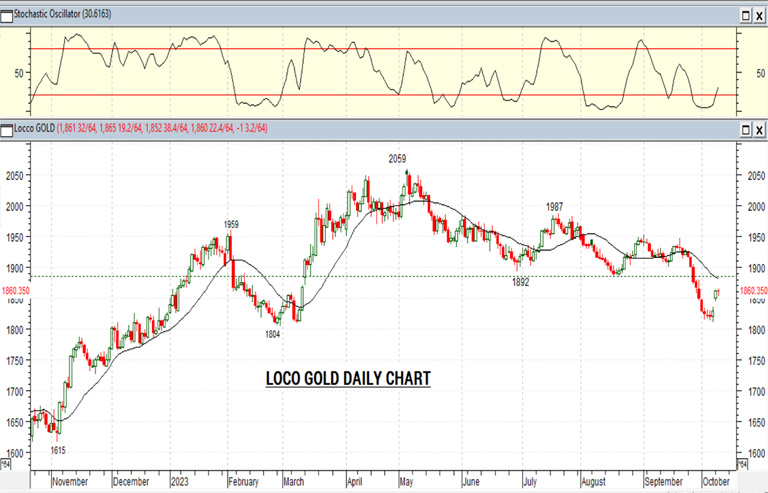 Stochastic Oscillator (30.6163)
50
50
Locco GOLD (1,861 32/64, 1,865 19.2/64, 1,852 38.4/64, 1,860 22.4/64, -1 3.2/64)
2059
2050
2050
2000
2000
1987
1959
1950
1950
1900
1900
1892
1860.350
1860.350
1850
1850
1804
1800
1800
1750
1750
LOCO GOLD DAILY CHART
1700
1700
1650
1650
1615
1600
1600
*64
November
December
2023
February
March
April
May
June
July
August
September
October
*64